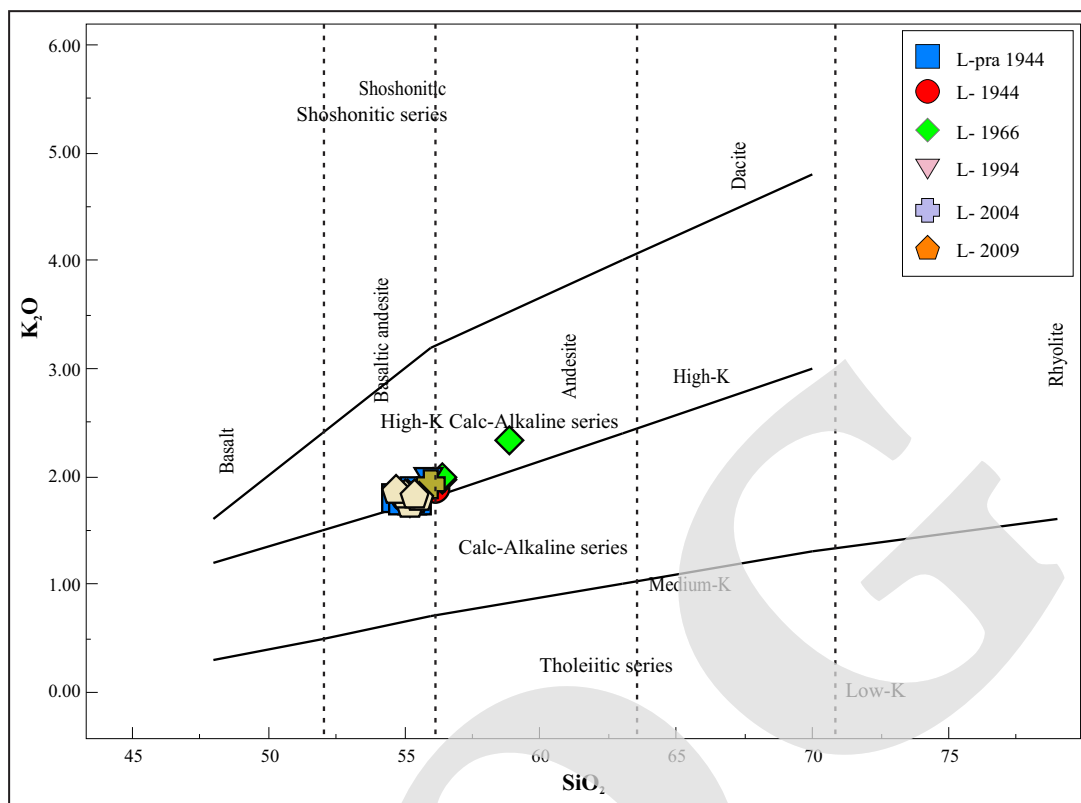 6.00
5.00
4.00
3.00
2.00
1.00
0.00
K₂O
45
50
55
60
65
70
75
SiO₂
Shoshonitic
Shoshonitic series
Basalt
Basaltic andesite
Andesite
Dacite
Rhyolite
High-K
High-K Calc-Alkaline series
Calc-Alkaline series
Medium-K
Tholeiitic series
Low-K
L-pra 1944
L- 1944
L- 1966
L- 1994
L- 2004
L- 2009
G